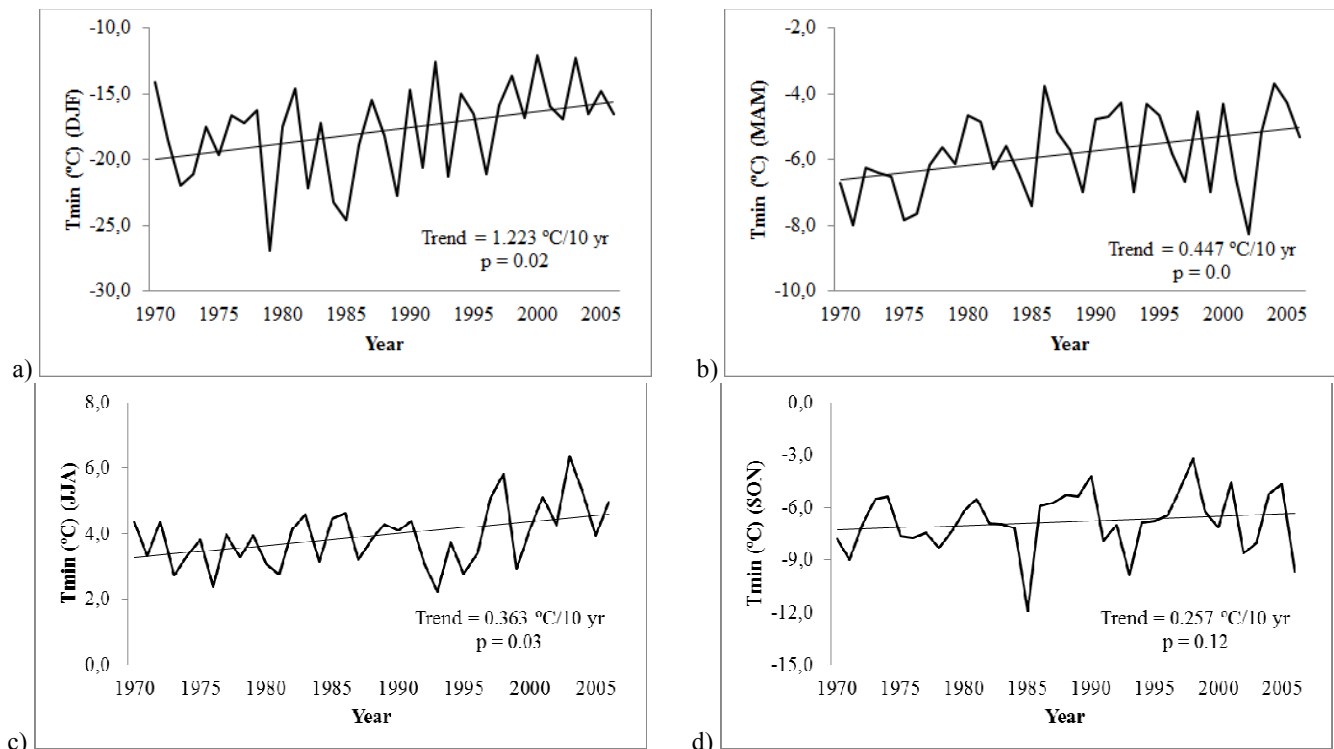 -10,0
-15,0
-20,0
-25,0
-30,0
Tmin (ºC) (DJF)
Trend = 1.223 ºC/10 yr
p = 0.02
1970 1975 1980 1985 1990 1995 2000 2005
Year
a)
-2,0
-4,0
-6,0
-8,0
-10,0
Tmin (ºC) (MAM)
Trend = 0.447 ºC/10 yr
p = 0.0
1970 1975 1980 1985 1990 1995 2000 2005
Year
b)
8,0
6,0
4,0
2,0
0,0
Tmin (ºC) (JJA)
Trend = 0.363 ºC/10 yr
p = 0.03
1970 1975 1980 1985 1990 1995 2000 2005
Year
c)
0,0
-3,0
-6,0
-9,0
-12,0
-15,0
Tmin (ºC) (SON)
Trend = 0.257 ºC/10 yr
p = 0.12
1970 1975 1980 1985 1990 1995 2000 2005
Year
d)